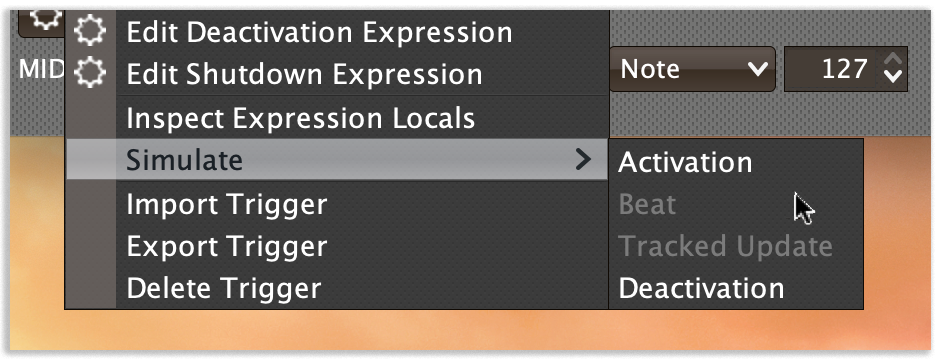 Edit Deactivation Expression
MID
Edit Shutdown Expression
Note
127
Inspect Expression Locals
Simulate
Activation
Import Trigger
Beat
Export Trigger
Tracked Update
Delete Trigger
Deactivation